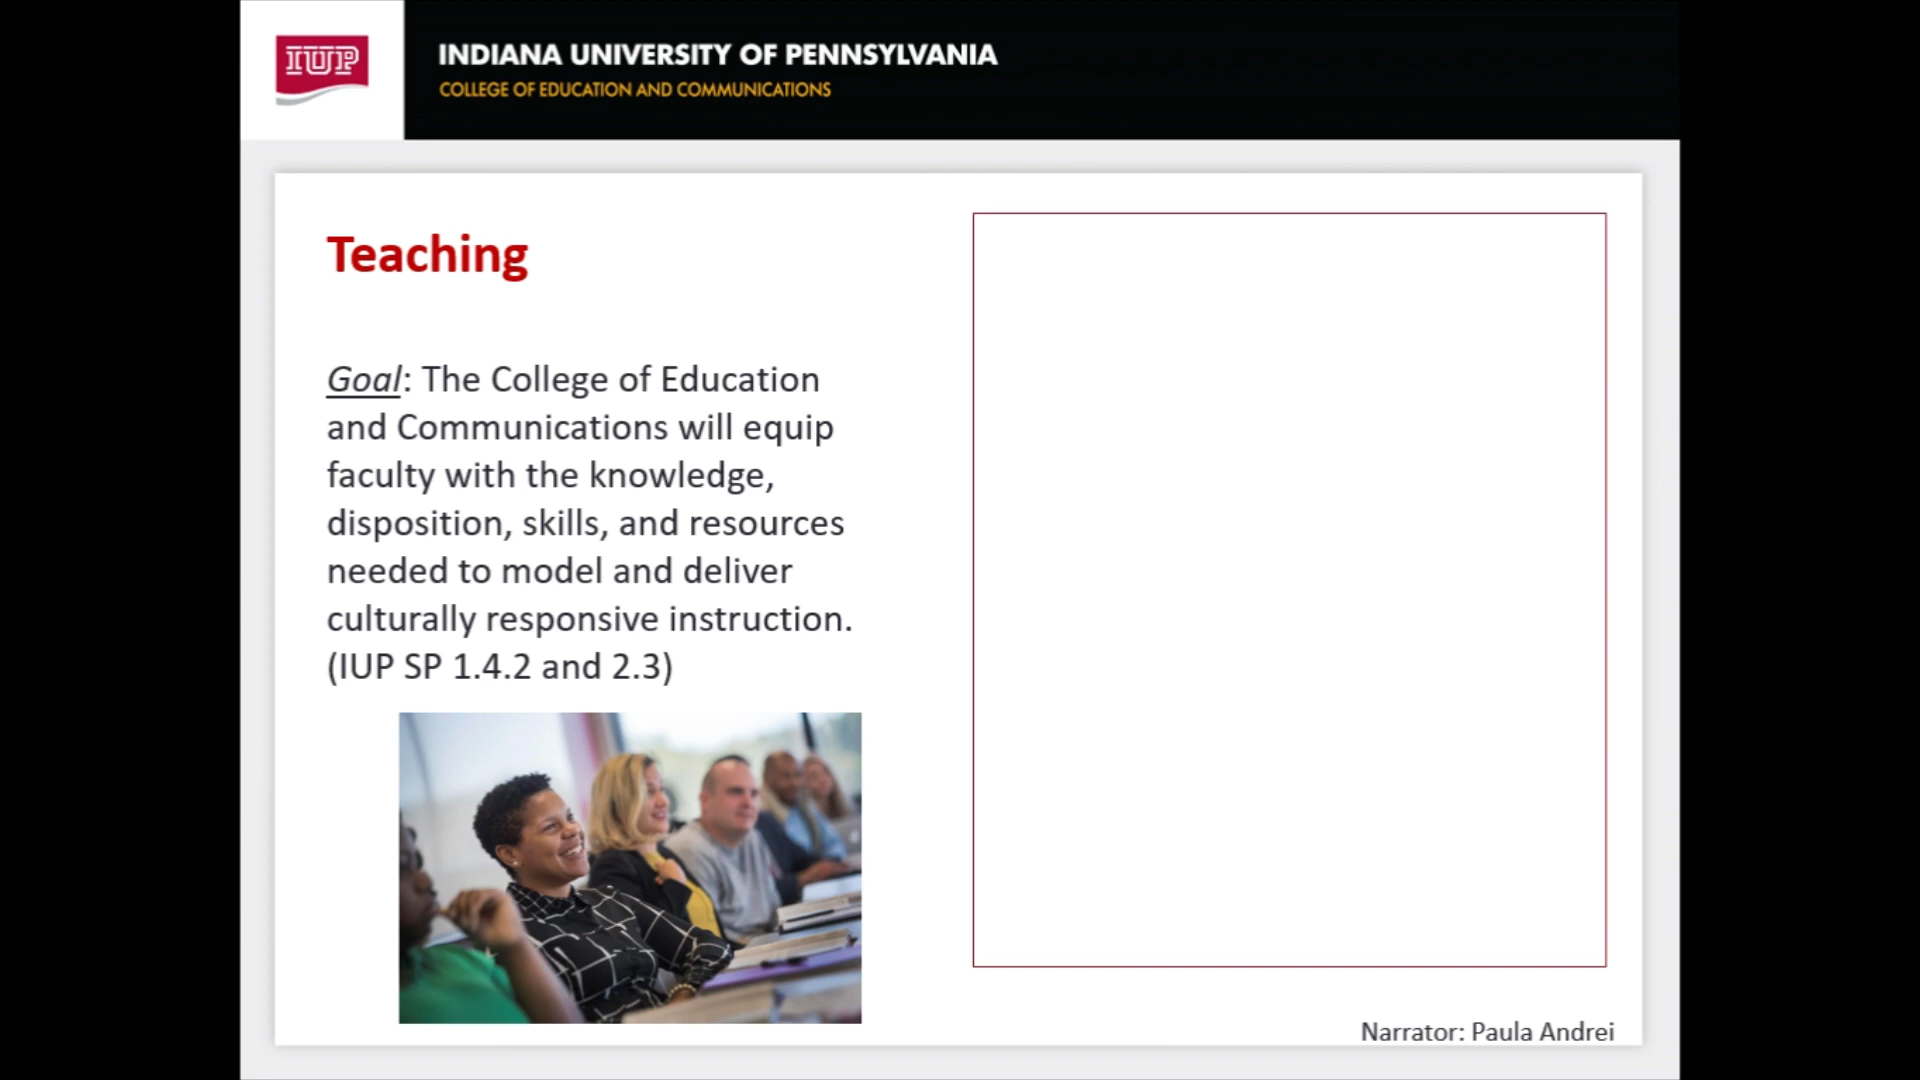 IUP
INDIANA UNIVERSITY OF PENNSYLVANIA
COLLEGE OF EDUCATION AND COMMUNICATIONS
Teaching
Goal: The College of Education
and Communications will equip
faculty with the knowledge,
disposition, skills, and resources
needed to model and deliver
culturally responsive instruction.
(IUP SP 1.4.2 and 2.3)
Narrator: Paula Andrei